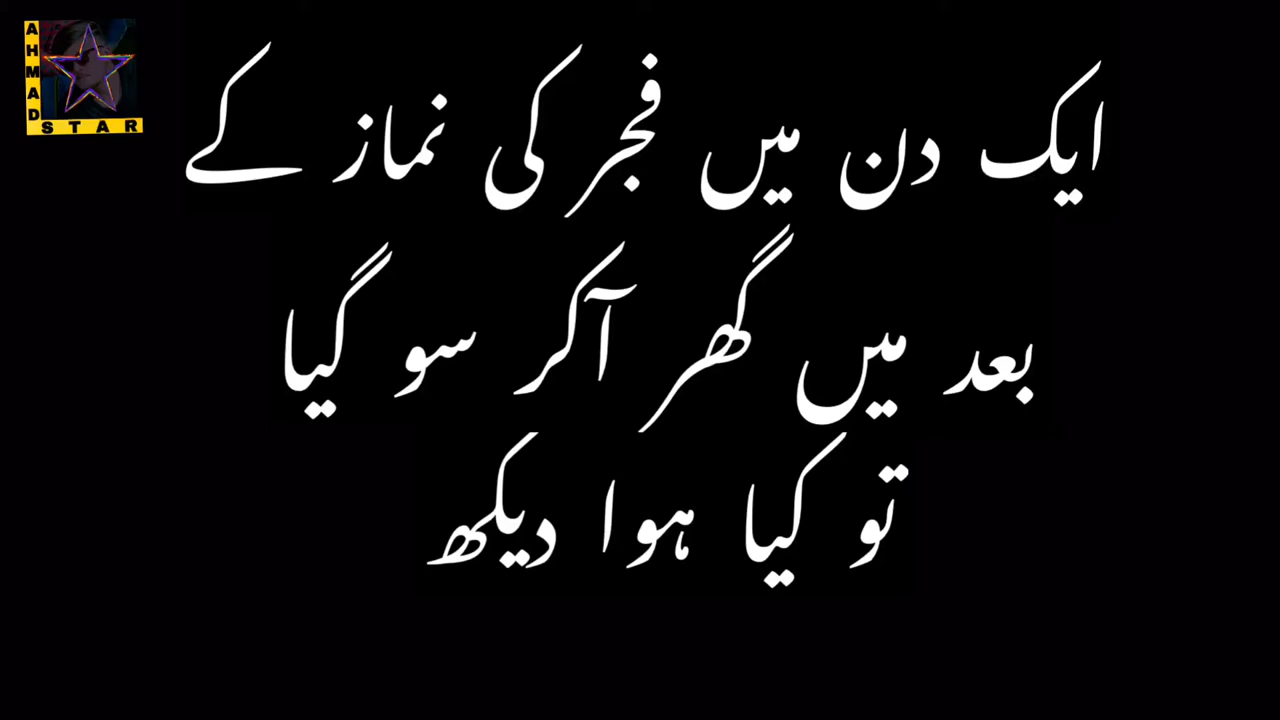 AHMAD
STAR
ایک دن میں فجر کی نماز کے
بعد میں گھر آکر سو گیا
تو کیا ہوا دیکھ